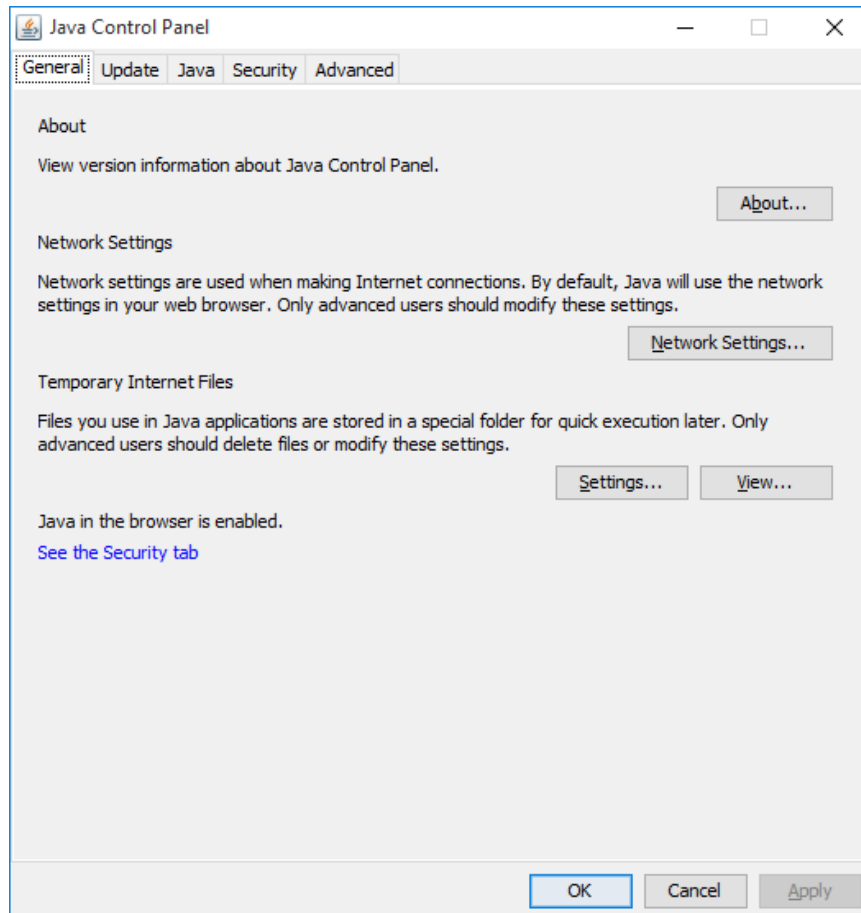 Java Control Panel
General Update Java Security Advanced
About
View version information about Java Control Panel.
About...
Network Settings
Network settings are used when making Internet connections. By default, Java will use the network
settings in your web browser. Only advanced users should modify these settings.
Network Settings...
Temporary Internet Files
Files you use in Java applications are stored in a special folder for quick execution later. Only
advanced users should delete files or modify these settings.
Settings... View...
Java in the browser is enabled.
See the Security tab
OK Cancel Apply